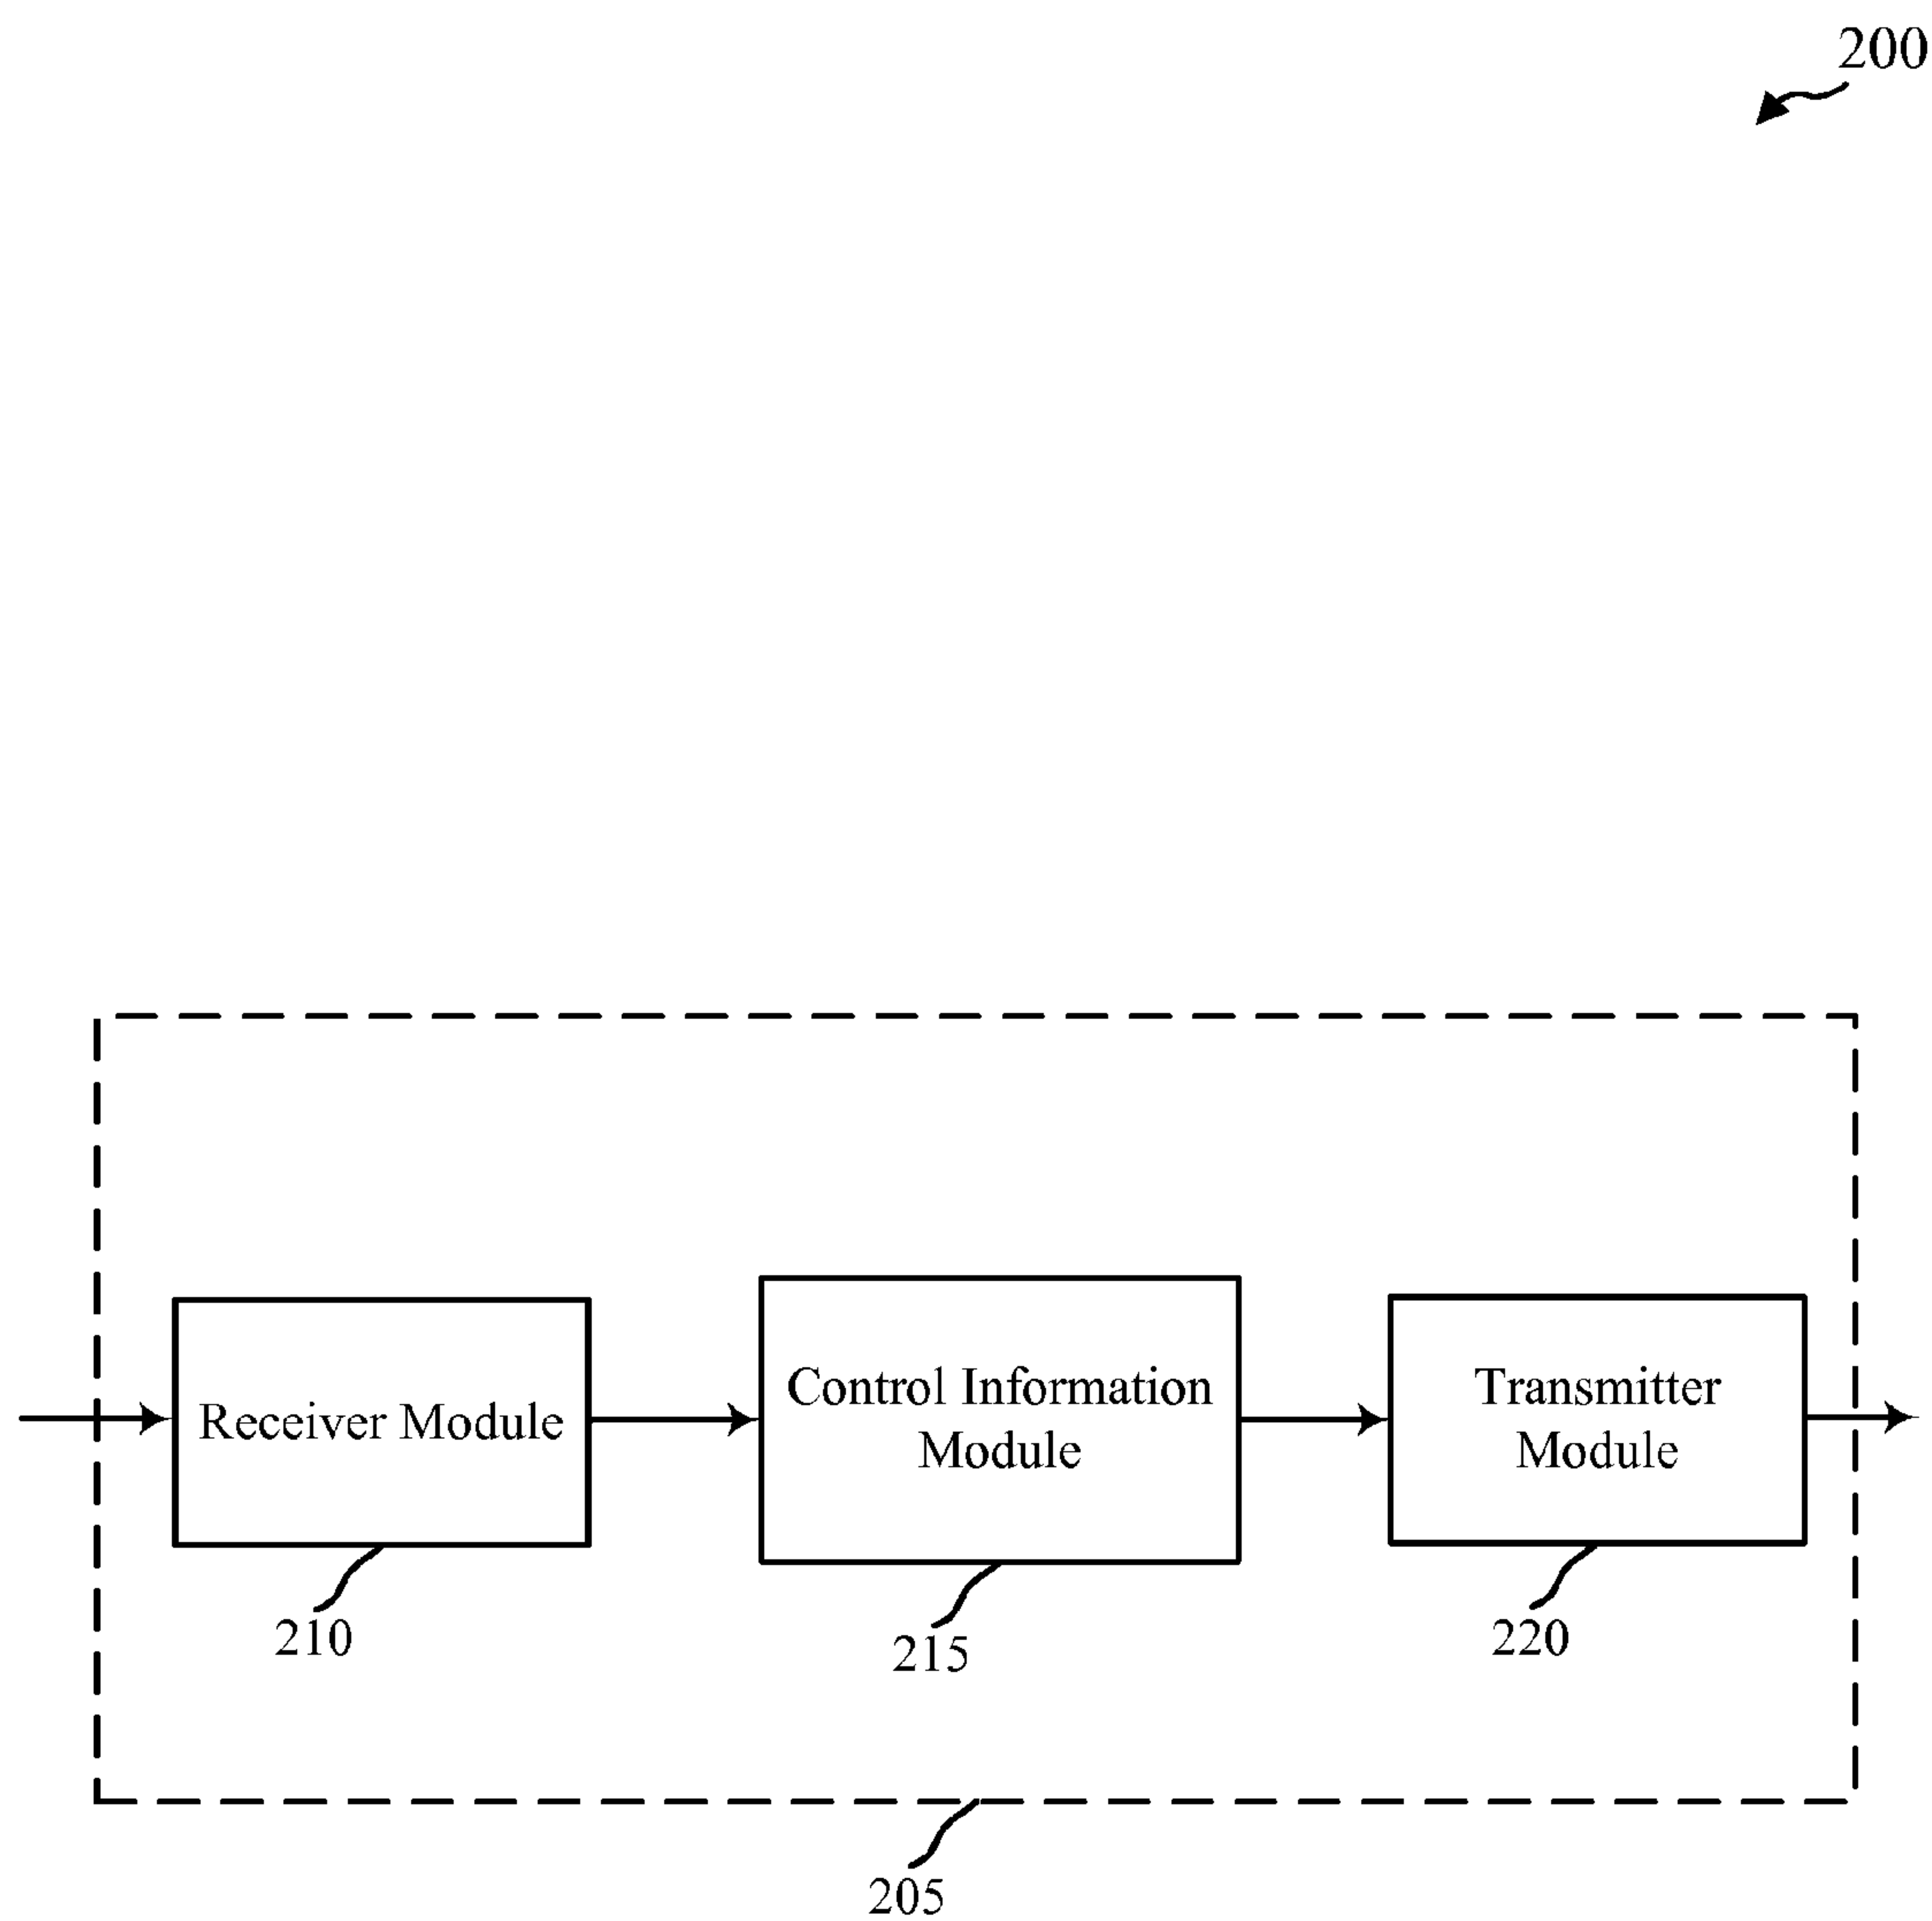 200
Receiver Module
Control Information
Module
Transmitter
Module
210
215
220
205